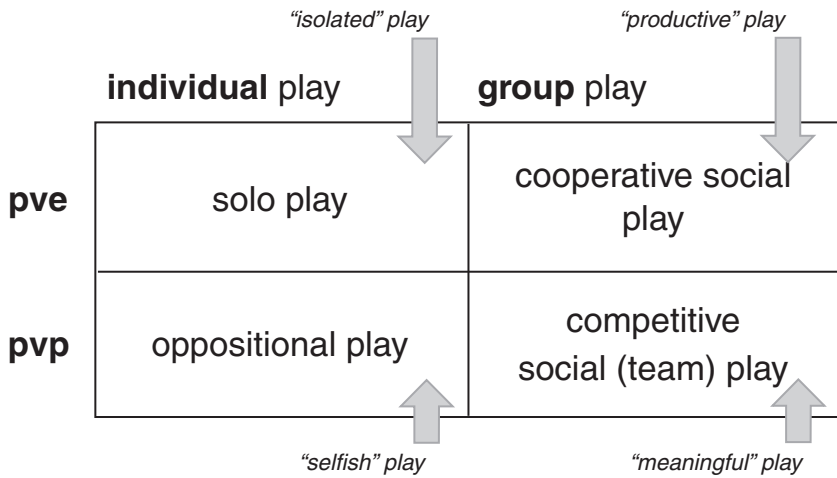 “isolated” play “productive” play
individual play group play
pve solo play cooperative social
play
pvp oppositional play competitive
social (team) play
“selfish” play “meaningful” play